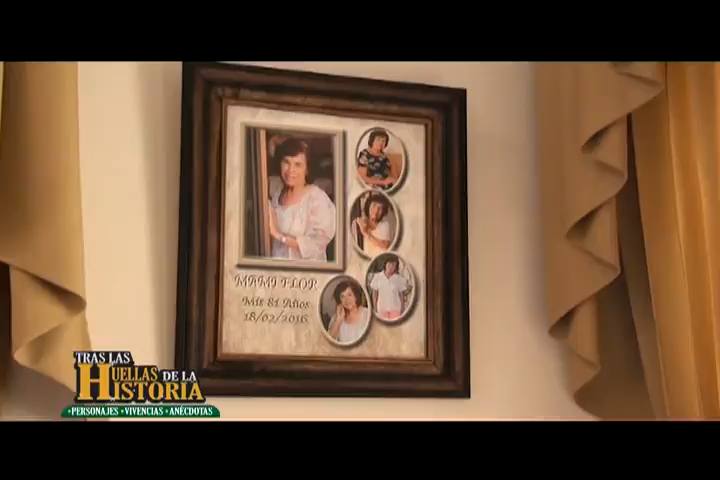 MAMI FLOR
Mis 81 Años
18/02/2016
TRAS LAS
HUELLAS DE LA
HISTORIA
•PERSONAJES •VIVENCIAS •ANÉCDOTAS